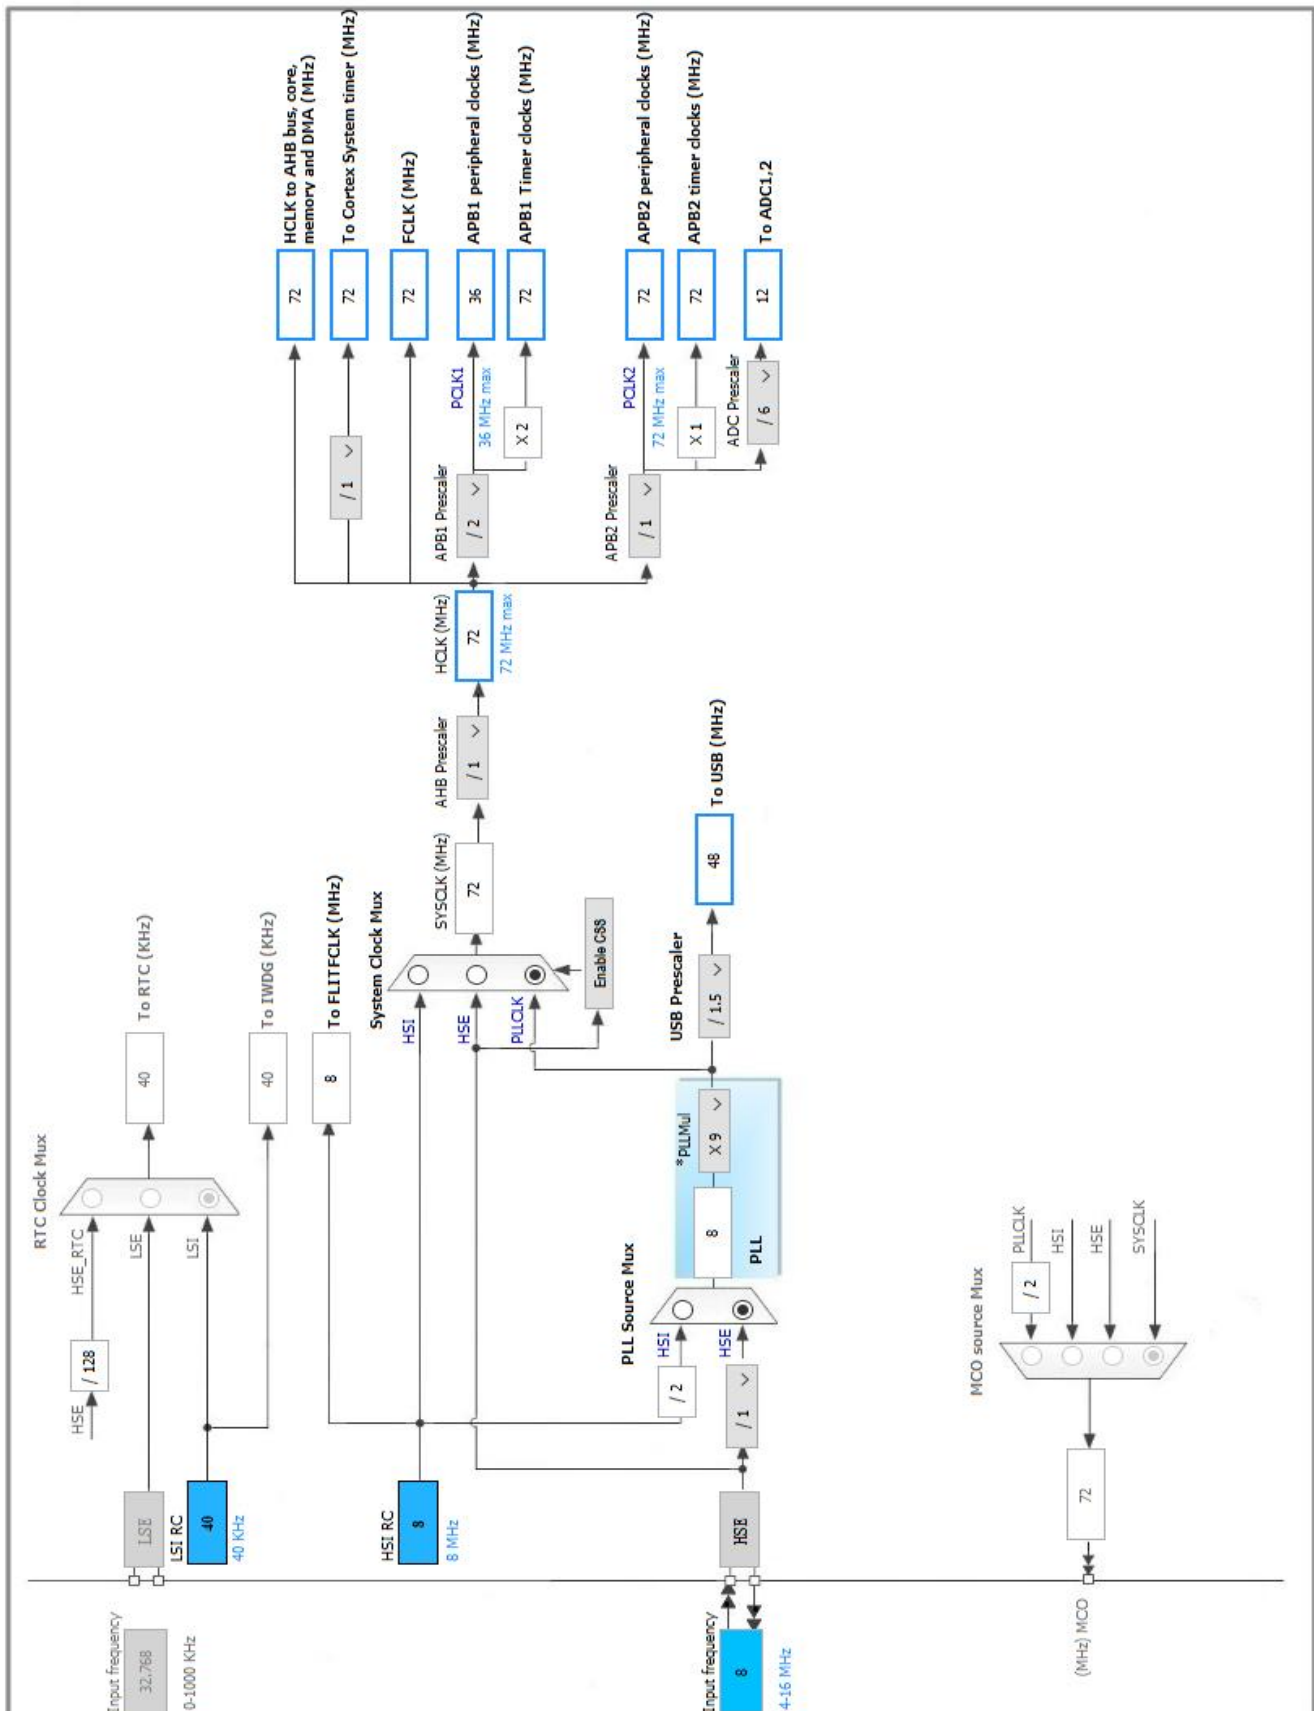 RTC Clock Mux
HSE
/ 128
HSE_RTC
Input frequency
32.768
0-1000 KHz
LSE
LSE
40
To RTC (KHz)
LSI RC
40
40 KHz
LSI
40
To IWDG (KHz)
8
To FLITFCLK (MHz)
HSI RC
8
8 MHz
System Clock Mux
HSI
HSE
PLLCLK
Enable CSS
SYSCLK (MHz)
72
AHB Prescaler
/ 1
HCLK (MHz)
72
72 MHz max
72
HCLK to AHB bus, core,
memory and DMA (MHz)
/ 1
72
To Cortex System timer (MHz)
72
FCLK (MHz)
APB1 Prescaler
/ 2
PCLK1
36 MHz max
36
APB1 peripheral clocks (MHz)
X 2
72
APB1 Timer clocks (MHz)
APB2 Prescaler
/ 1
PCLK2
72 MHz max
72
APB2 peripheral clocks (MHz)
X 1
72
APB2 timer clocks (MHz)
ADC Prescaler
/ 6
12
To ADC1,2
PLL Source Mux
/ 2
HSI
Input frequency
8
4-16 MHz
HSE
/ 1
HSE
8
*PLLMul
X 9
PLL
USB Prescaler
/ 1.5
48
To USB (MHz)
MCO source Mux
(MHz) MCO
72
/ 2
PLLCLK
HSI
HSE
SYSCLK